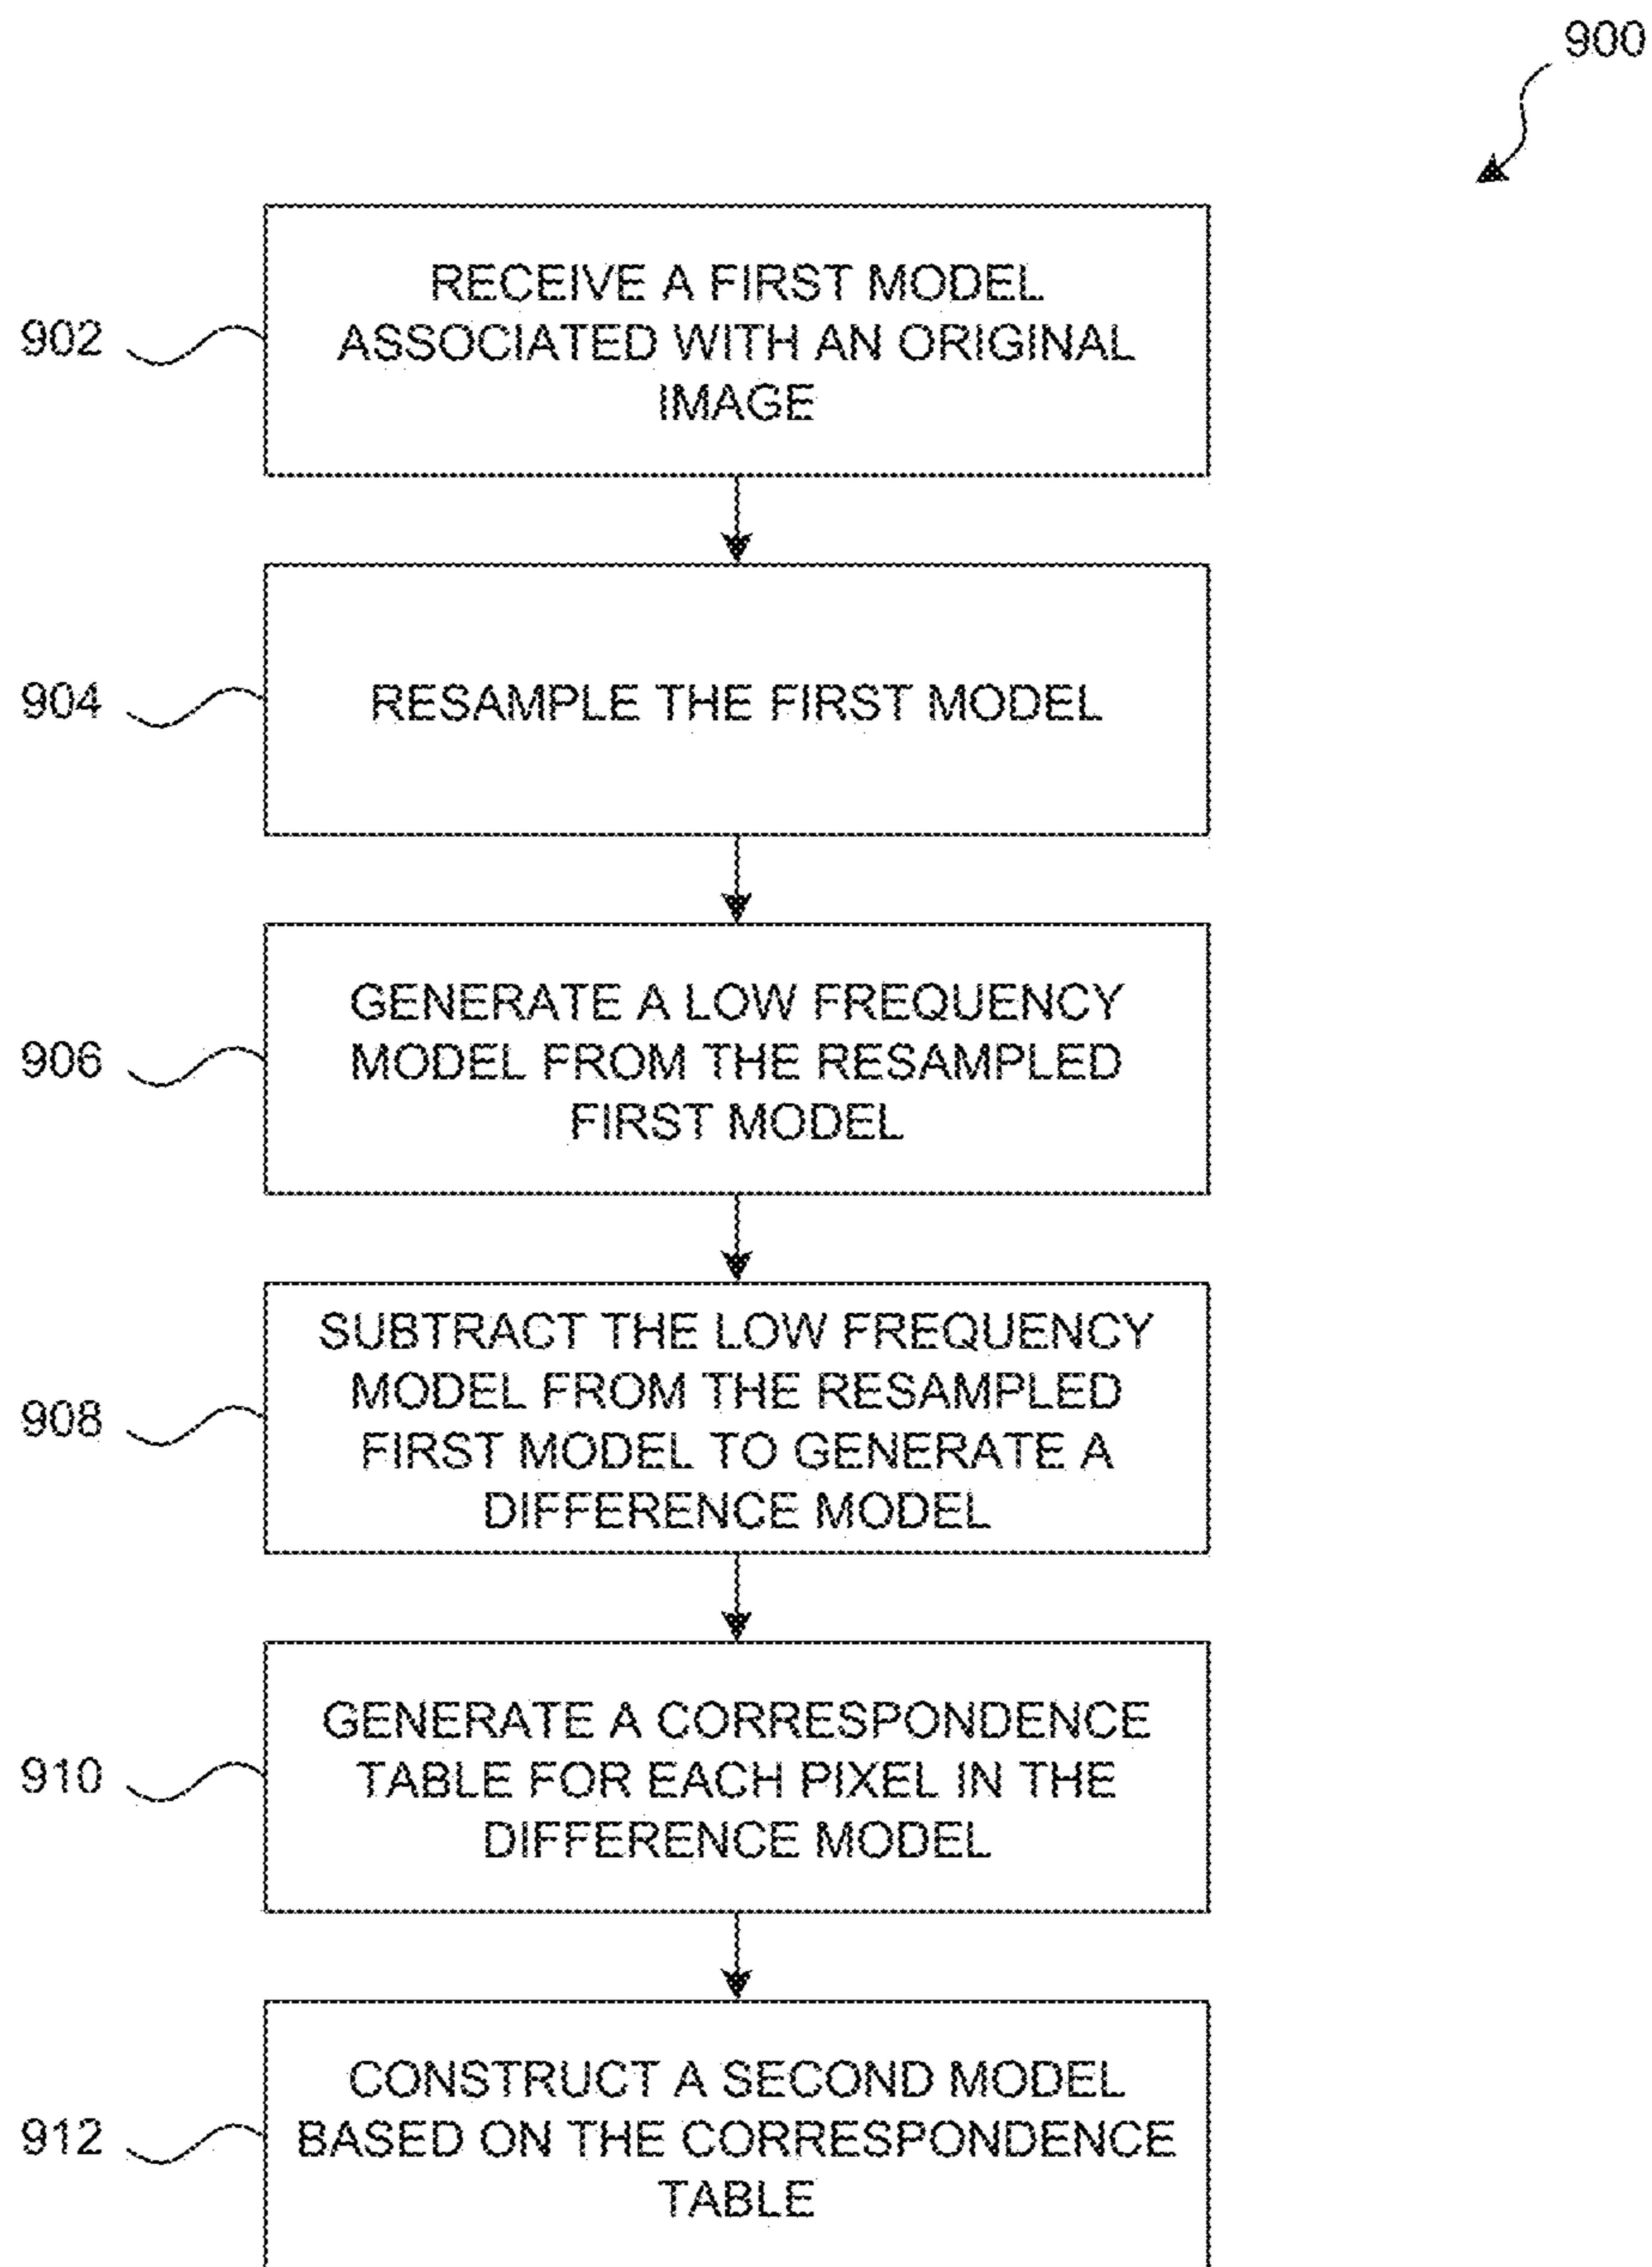 900
902
RECEIVE A FIRST MODEL
ASSOCIATED WITH AN ORIGINAL
IMAGE
904
RESAMPLE THE FIRST MODEL
906
GENERATE A LOW FREQUENCY
MODEL FROM THE RESAMPLED
FIRST MODEL
908
SUBTRACT THE LOW FREQUENCY
MODEL FROM THE RESAMPLED
FIRST MODEL TO GENERATE A
DIFFERENCE MODEL
910
GENERATE A CORRESPONDENCE
TABLE FOR EACH PIXEL IN THE
DIFFERENCE MODEL
912
CONSTRUCT A SECOND MODEL
BASED ON THE CORRESPONDENCE
TABLE